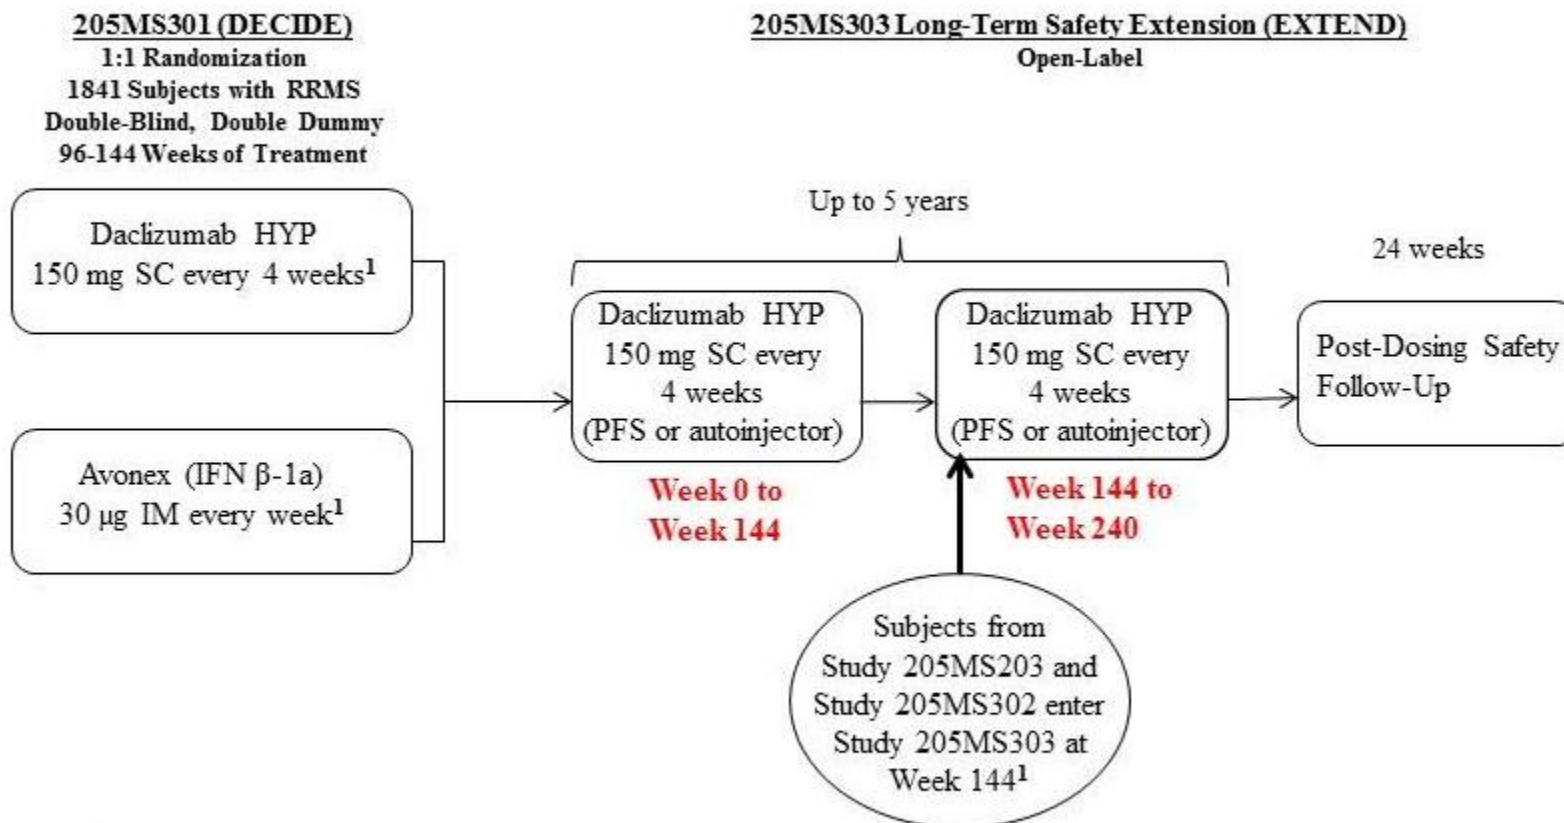 205MS301 (DECIDE)
1:1 Randomization
1841 Subjects with RRMS
Double-Blind, Double Dummy
96-144 Weeks of Treatment
Daclizumab HYP
150 mg SC every 4 weeks¹
Avonex (IFN β-1a)
30 µg IM every week¹
205MS303 Long-Term Safety Extension (EXTEND)
Open-Label
Up to 5 years
Daclizumab HYP
150 mg SC every
4 weeks
(PFS or autoinjector)
Week 0 to
Week 144
Daclizumab HYP
150 mg SC every
4 weeks
(PFS or autoinjector)
Week 144 to
Week 240
Subjects from
Study 205MS203 and
Study 205MS302 enter
Study 205MS303 at
Week 144¹
24 weeks
Post-Dosing Safety
Follow-Up